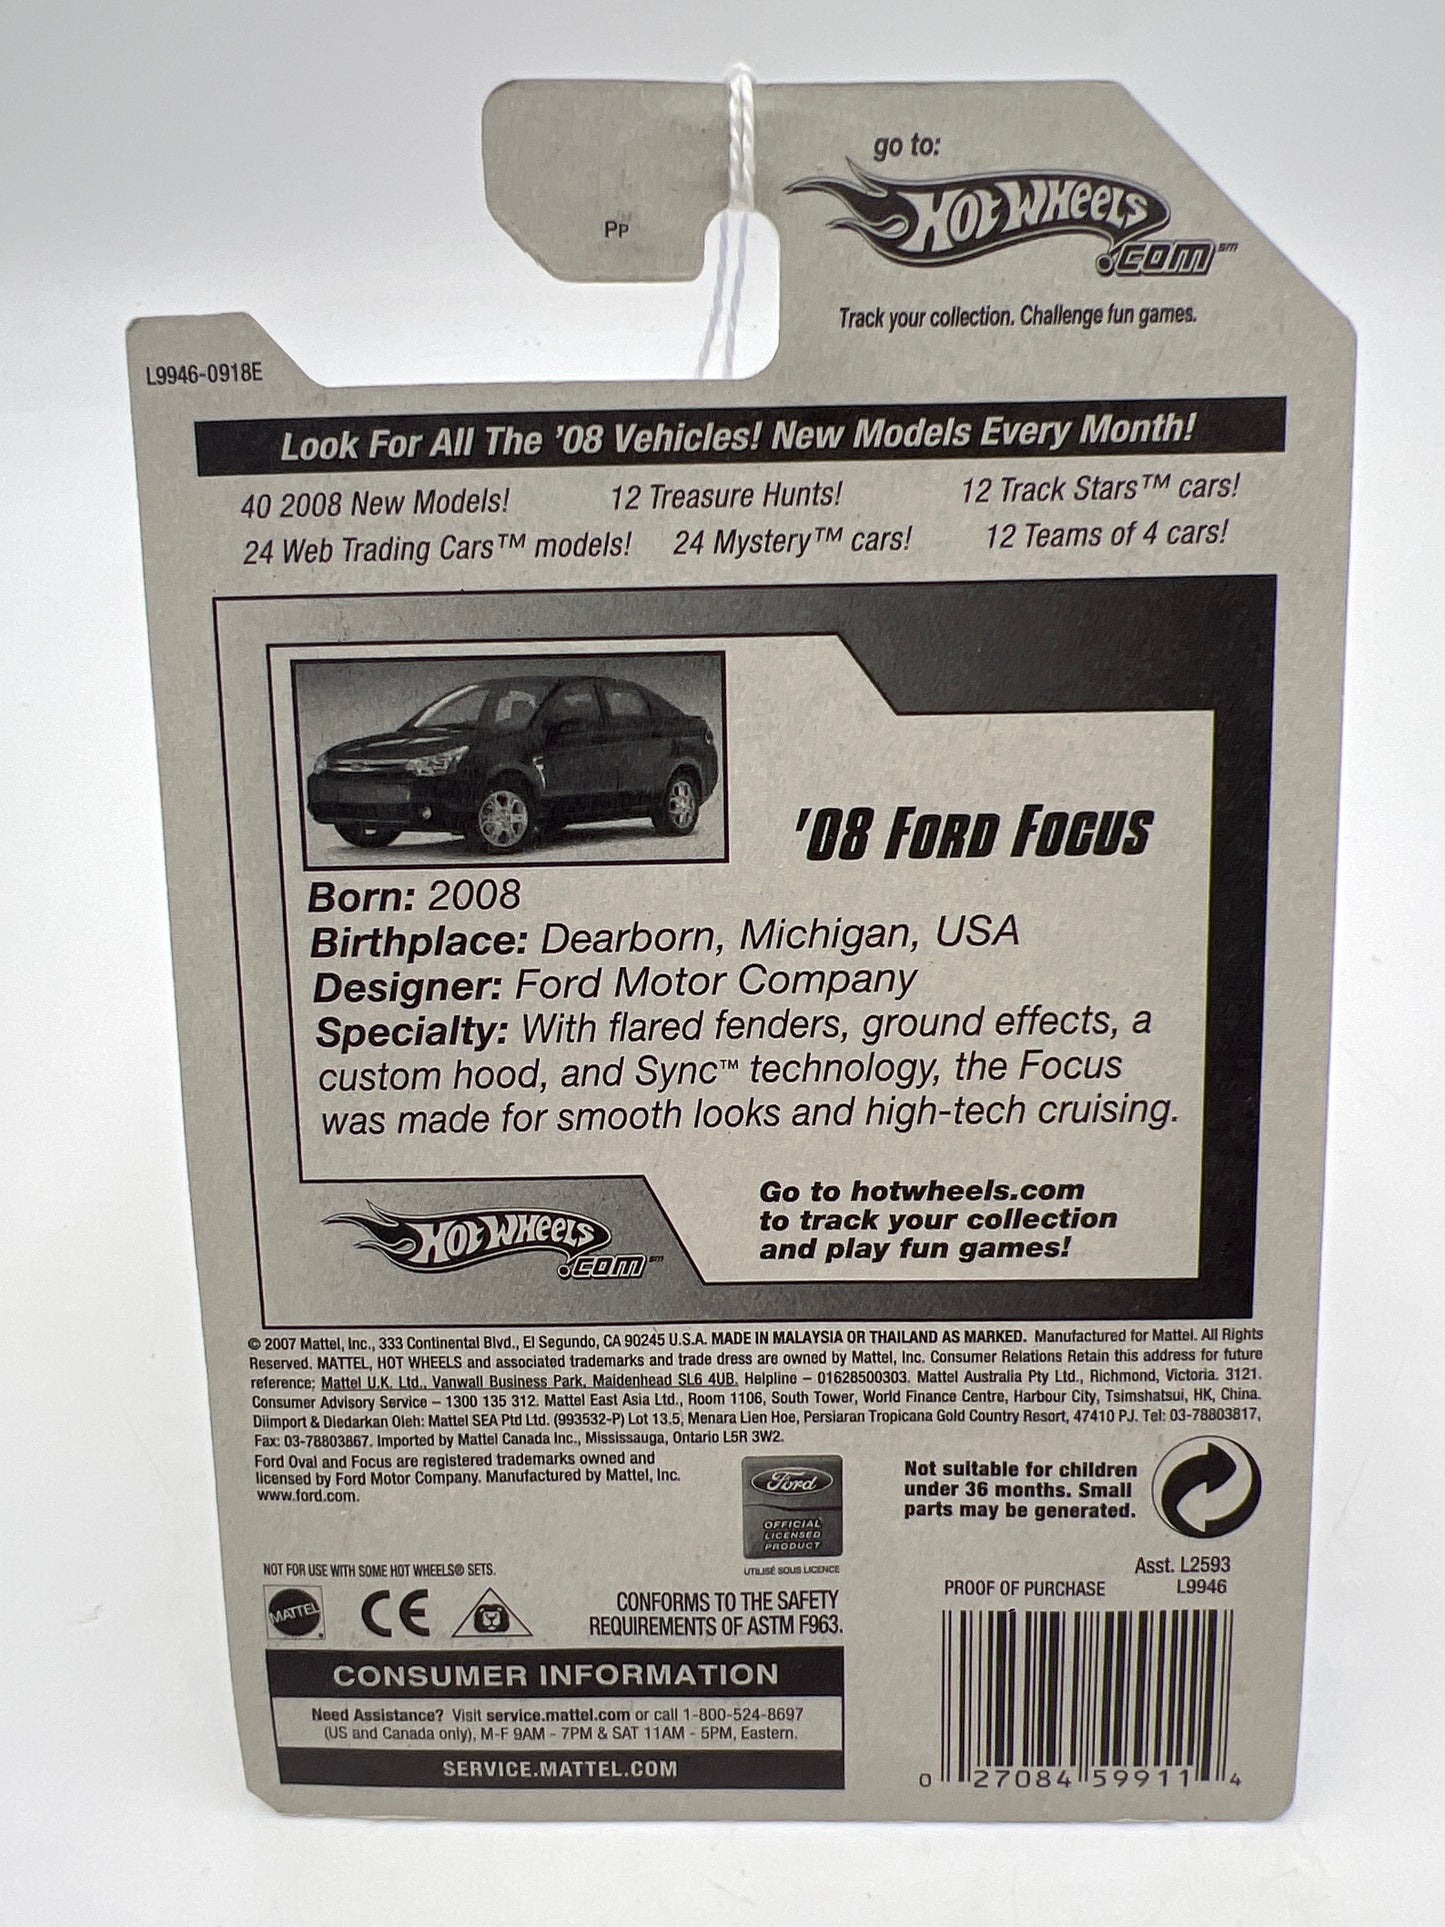 go to:
Hot Wheels
.com℠
Pp
Track your collection. Challenge fun games.
L9946-0918E
Look For All The '08 Vehicles! New Models Every Month!
40 2008 New Models! 12 Treasure Hunts! 12 Track Stars™ cars!
24 Web Trading Cars™ models! 24 Mystery™ cars! 12 Teams of 4 cars!
'08 Ford Focus
Born: 2008
Birthplace: Dearborn, Michigan, USA
Designer: Ford Motor Company
Specialty: With flared fenders, ground effects, a
custom hood, and Sync™ technology, the Focus
was made for smooth looks and high-tech cruising.
Hot Wheels
.com℠
Go to hotwheels.com
to track your collection
and play fun games!
© 2007 Mattel, Inc., 333 Continental Blvd., El Segundo, CA 90245 U.S.A. MADE IN MALAYSIA OR THAILAND AS MARKED. Manufactured for Mattel. All Rights
Reserved. MATTEL, HOT WHEELS and associated trademarks and trade dress are owned by Mattel, Inc. Consumer Relations Retain this address for future
reference; Mattel U.K. Ltd., Vanwall Business Park, Maidenhead SL6 4UB. Helpline – 01628500303. Mattel Australia Pty Ltd., Richmond, Victoria. 3121.
Consumer Advisory Service – 1300 135 312. Mattel East Asia Ltd., Room 1106, South Tower, World Finance Centre, Harbour City, Tsimshatsui, HK, China.
Diimport & Diedarkan Oleh: Mattel SEA Ptd Ltd. (993532-P) Lot 13.5, Menara Lien Hoe, Persiaran Tropicana Gold Country Resort, 47410 PJ. Tel: 03-78803817,
Fax: 03-78803867. Imported by Mattel Canada Inc., Mississauga, Ontario L5R 3W2.
Ford Oval and Focus are registered trademarks owned and
licensed by Ford Motor Company. Manufactured by Mattel, Inc.
www.ford.com.
Ford
OFFICIAL
LICENSED
PRODUCT
UTILISÉ SOUS LICENCE
Not suitable for children
under 36 months. Small
parts may be generated.
NOT FOR USE WITH SOME HOT WHEELS® SETS.
MATTEL
CE
CONFORMS TO THE SAFETY
REQUIREMENTS OF ASTM F963.
Asst. L2593
PROOF OF PURCHASE L9946
CONSUMER INFORMATION
Need Assistance? Visit service.mattel.com or call 1-800-524-8697
(US and Canada only), M-F 9AM - 7PM & SAT 11AM - 5PM, Eastern.
SERVICE.MATTEL.COM
0 27084 59911 4